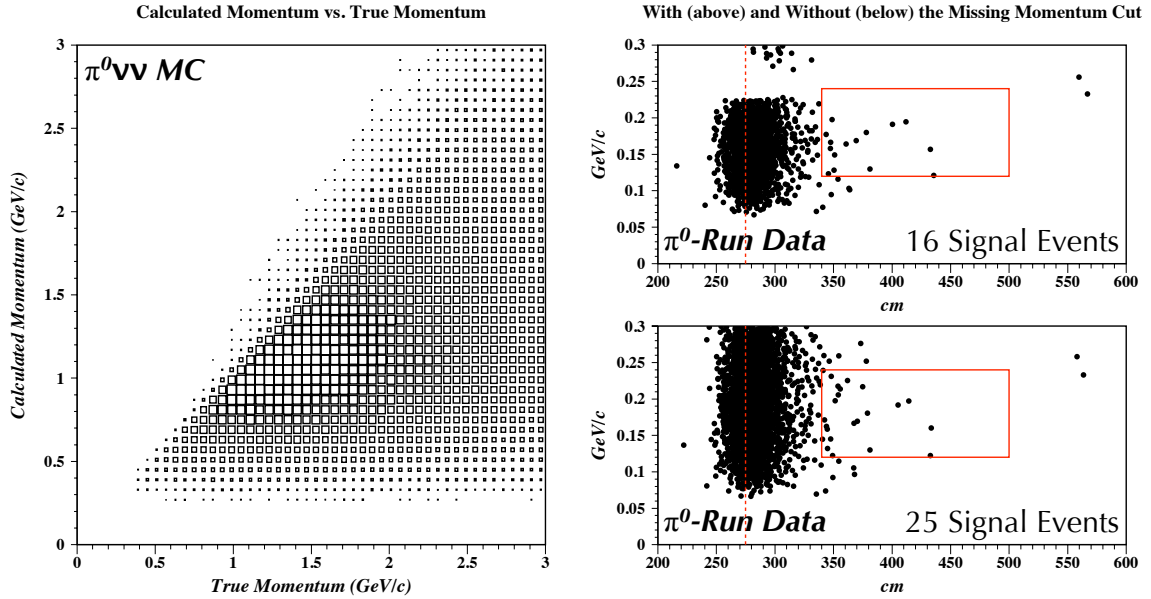 Calculated Momentum vs. True Momentum
Calculated Momentum (GeV/c)
3
2.5
2
1.5
1
0.5
0
π⁰νν MC
0 0.5 1 1.5 2 2.5 3
True Momentum (GeV/c)
With (above) and Without (below) the Missing Momentum Cut
GeV/c
0.3
0.25
0.2
0.15
0.1
0.05
0
π⁰-Run Data 16 Signal Events
200 250 300 350 400 450 500 550 600
cm
GeV/c
0.3
0.25
0.2
0.15
0.1
0.05
0
π⁰-Run Data 25 Signal Events
200 250 300 350 400 450 500 550 600
cm